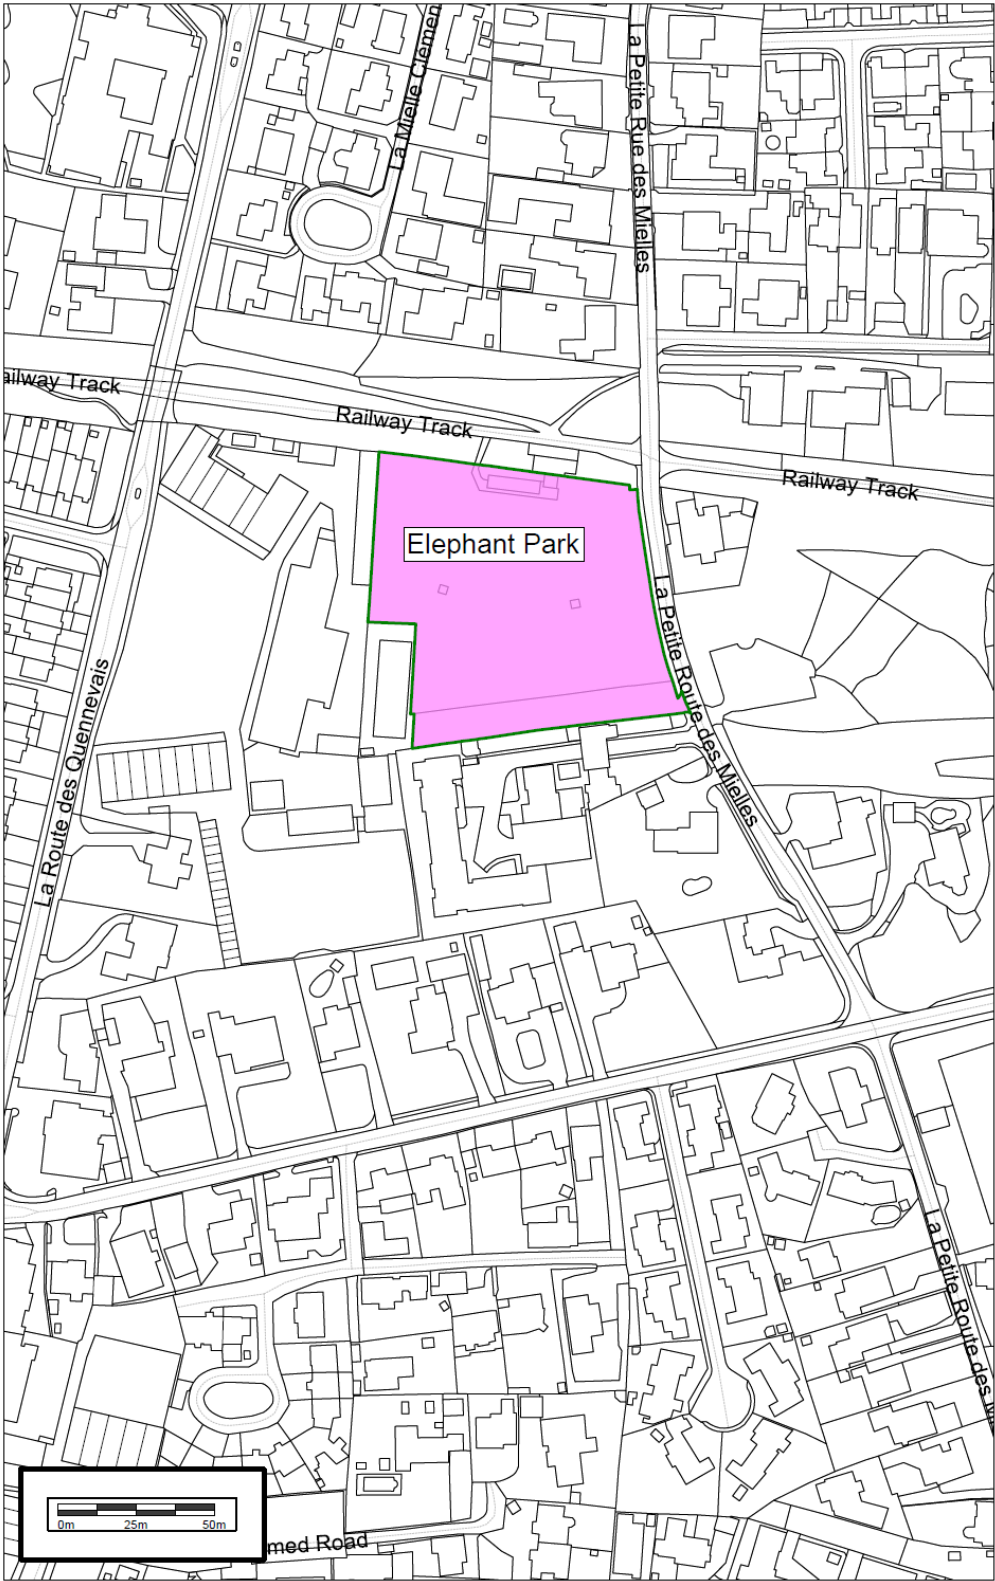 La Mielle Clemen
La Petite Rue des Mielles
ailway Track
Railway Track
Railway Track
Elephant Park
La Petite Route des Mielles
La Route des Quennevais
La Petite Route des M
0m 25m 50m
med Road